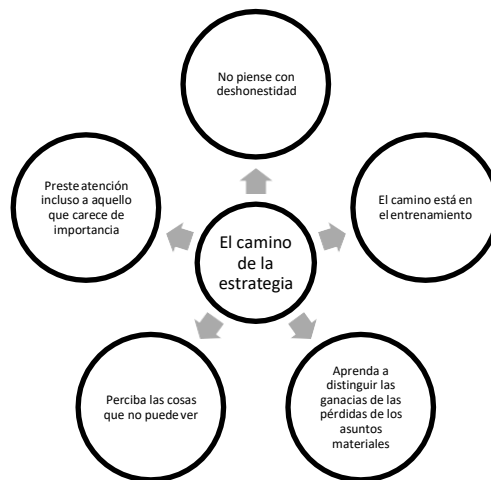 No piense con
deshonestidad
Preste atención
incluso a aquello
que carece de
importancia
El camino está en
el entrenamiento
El camino
de la
estrategia
Perciba las cosas
que no puede ver
Aprenda a
distinguir las
ganacias de las
pérdidas de los
asuntos
materiales